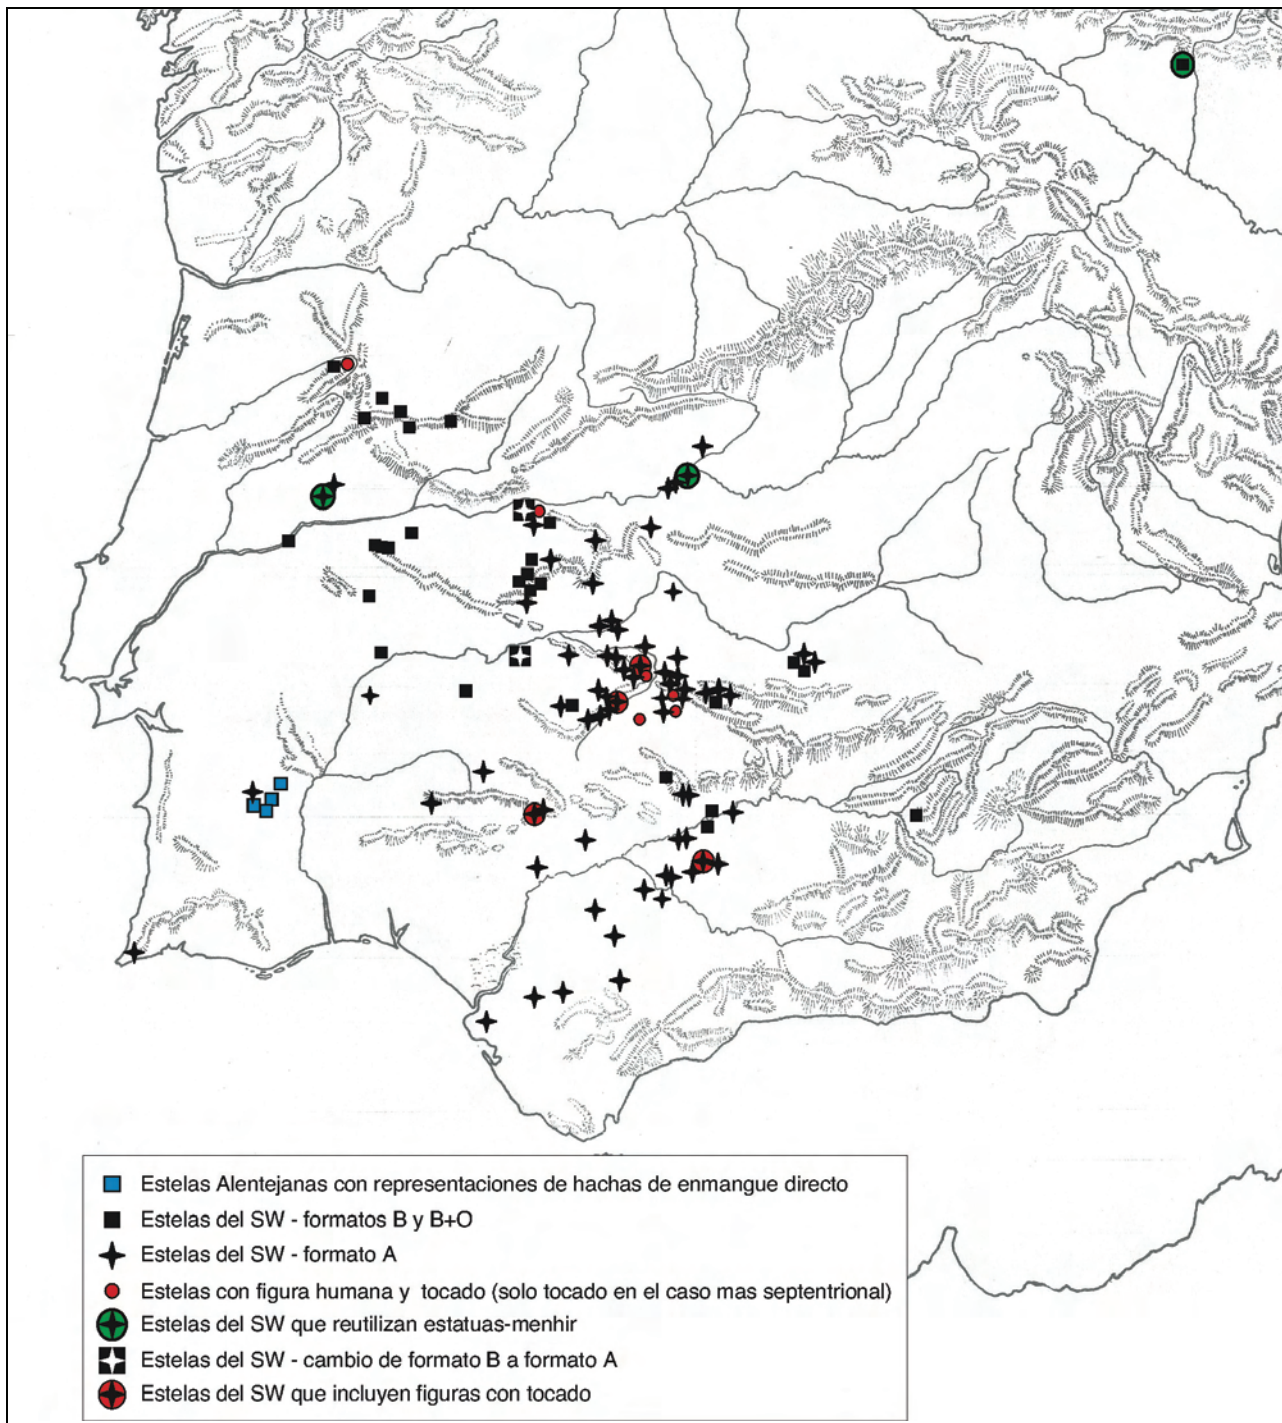 Estelas Alentejanas con representaciones de hachas de enmangue directo
Estelas del SW - formatos B y B+O
Estelas del SW - formato A
Estelas con figura humana y tocado (solo tocado en el caso mas septentrional)
Estelas del SW que reutilizan estatuas-menhir
Estelas del SW - cambio de formato B a formato A
Estelas del SW que incluyen figuras con tocado